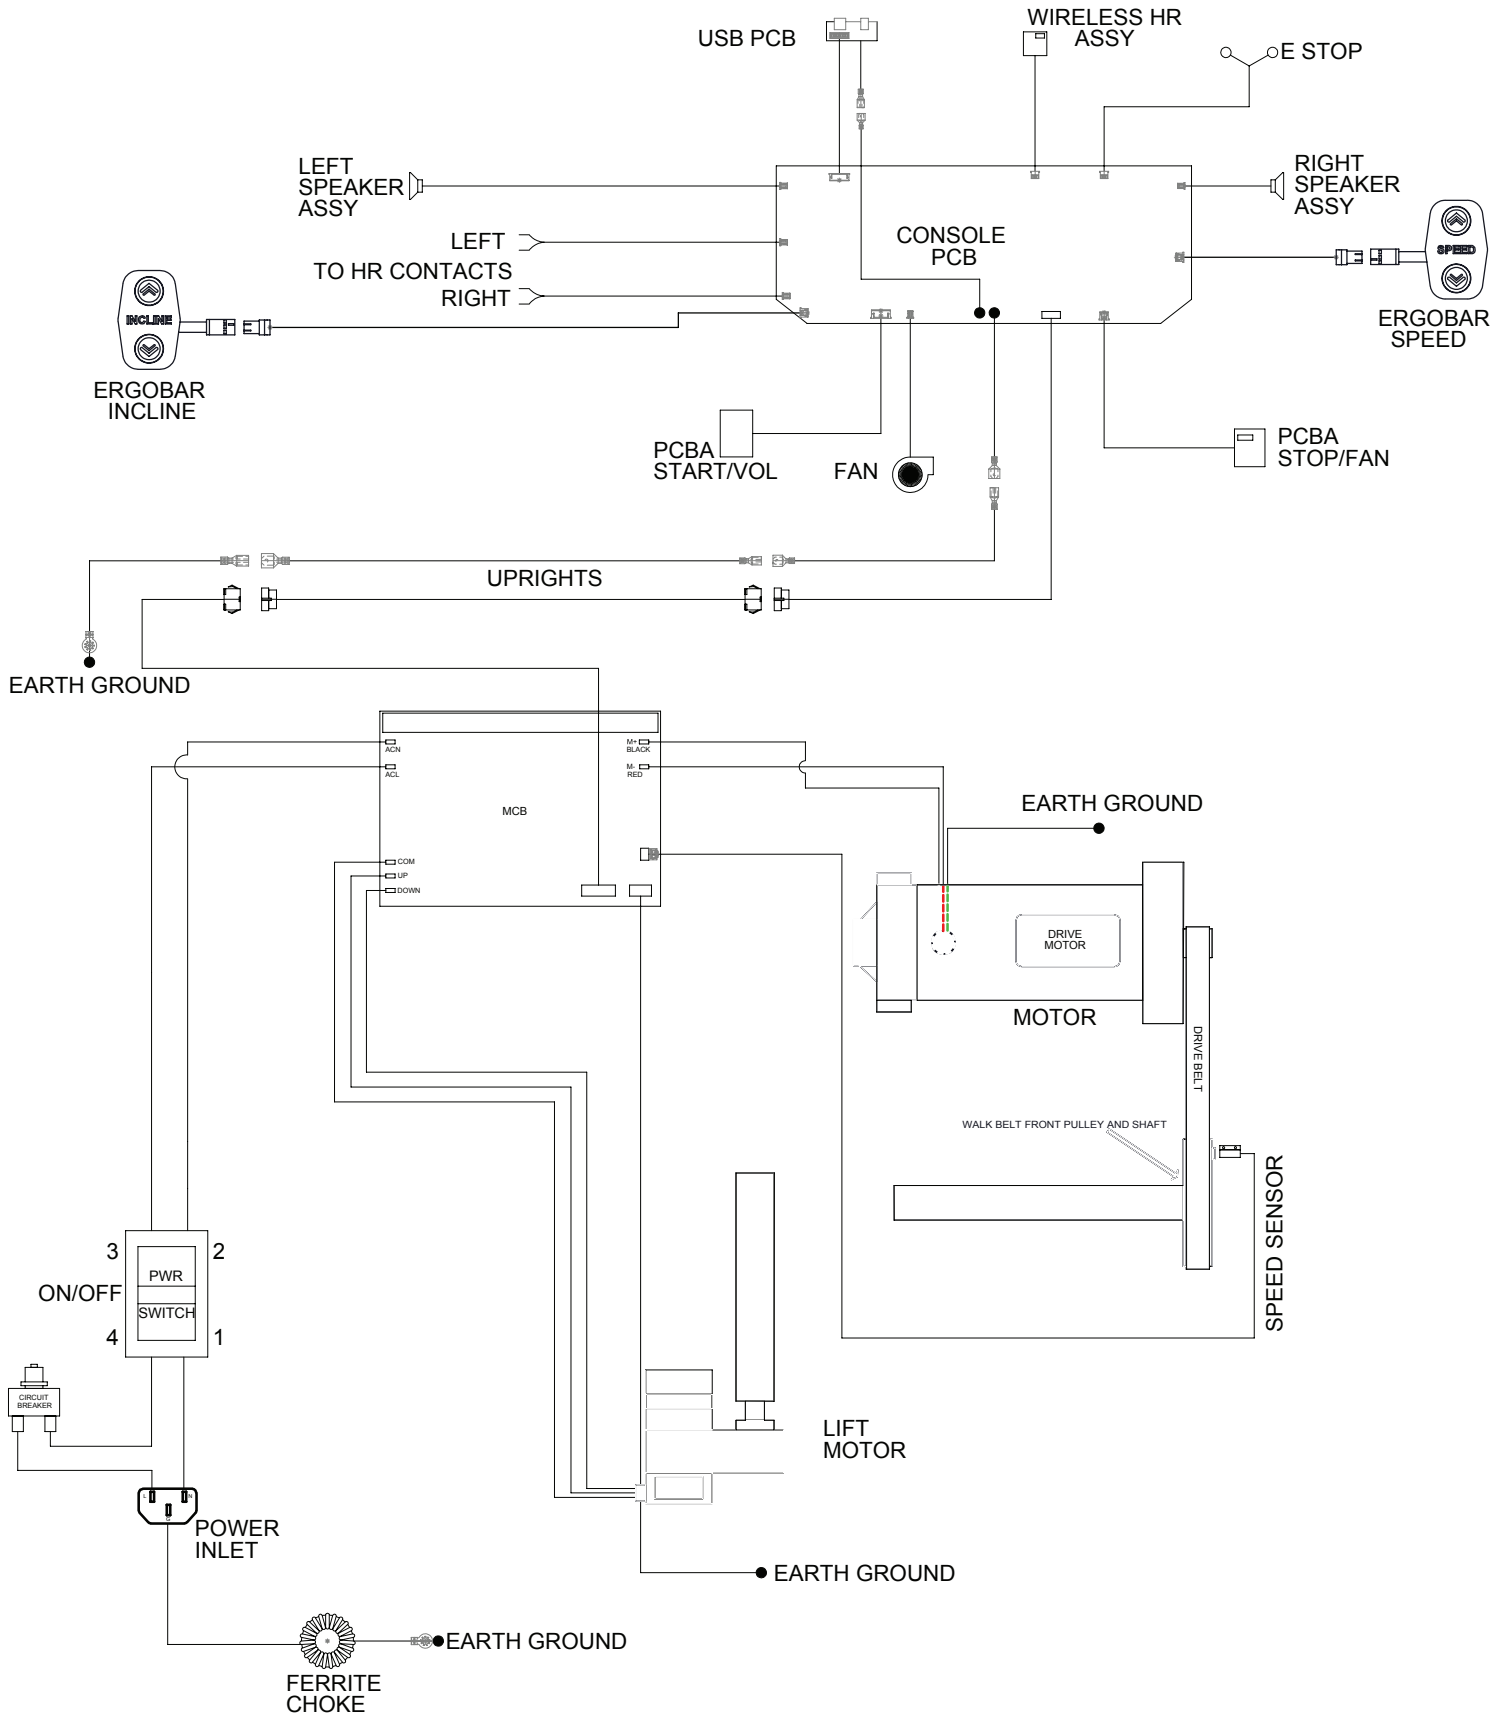 WIRELESS HR
ASSY
USB PCB
E STOP
LEFT
SPEAKER
ASSY
RIGHT
SPEAKER
ASSY
LEFT
TO HR CONTACTS
RIGHT
CONSOLE
PCB
SPEED
ERGOBAR
SPEED
INCLINE
ERGOBAR
INCLINE
PCBA
START/VOL
FAN
PCBA
STOP/FAN
UPRIGHTS
EARTH GROUND
ACN
ACL
M+
BLACK
M-
RED
MCB
COM
UP
DOWN
EARTH GROUND
DRIVE
MOTOR
MOTOR
DRIVE BELT
WALK BELT FRONT PULLEY AND SHAFT
SPEED SENSOR
3
2
PWR
ON/OFF
SWITCH
4
1
CIRCUIT
BREAKER
LIFT
MOTOR
L
N
G
POWER
INLET
EARTH GROUND
EARTH GROUND
FERRITE
CHOKE